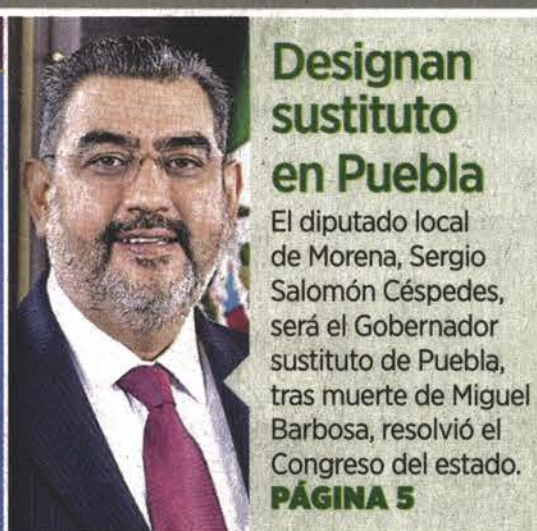 Designan
sustituto
en Puebla
El diputado local
de Morena, Sergio
Salomón Céspedes,
será el Gobernador
sustituto de Puebla,
tras muerte de Miguel
Barbosa, resolvió el
Congreso del estado.
PÁGINA 5